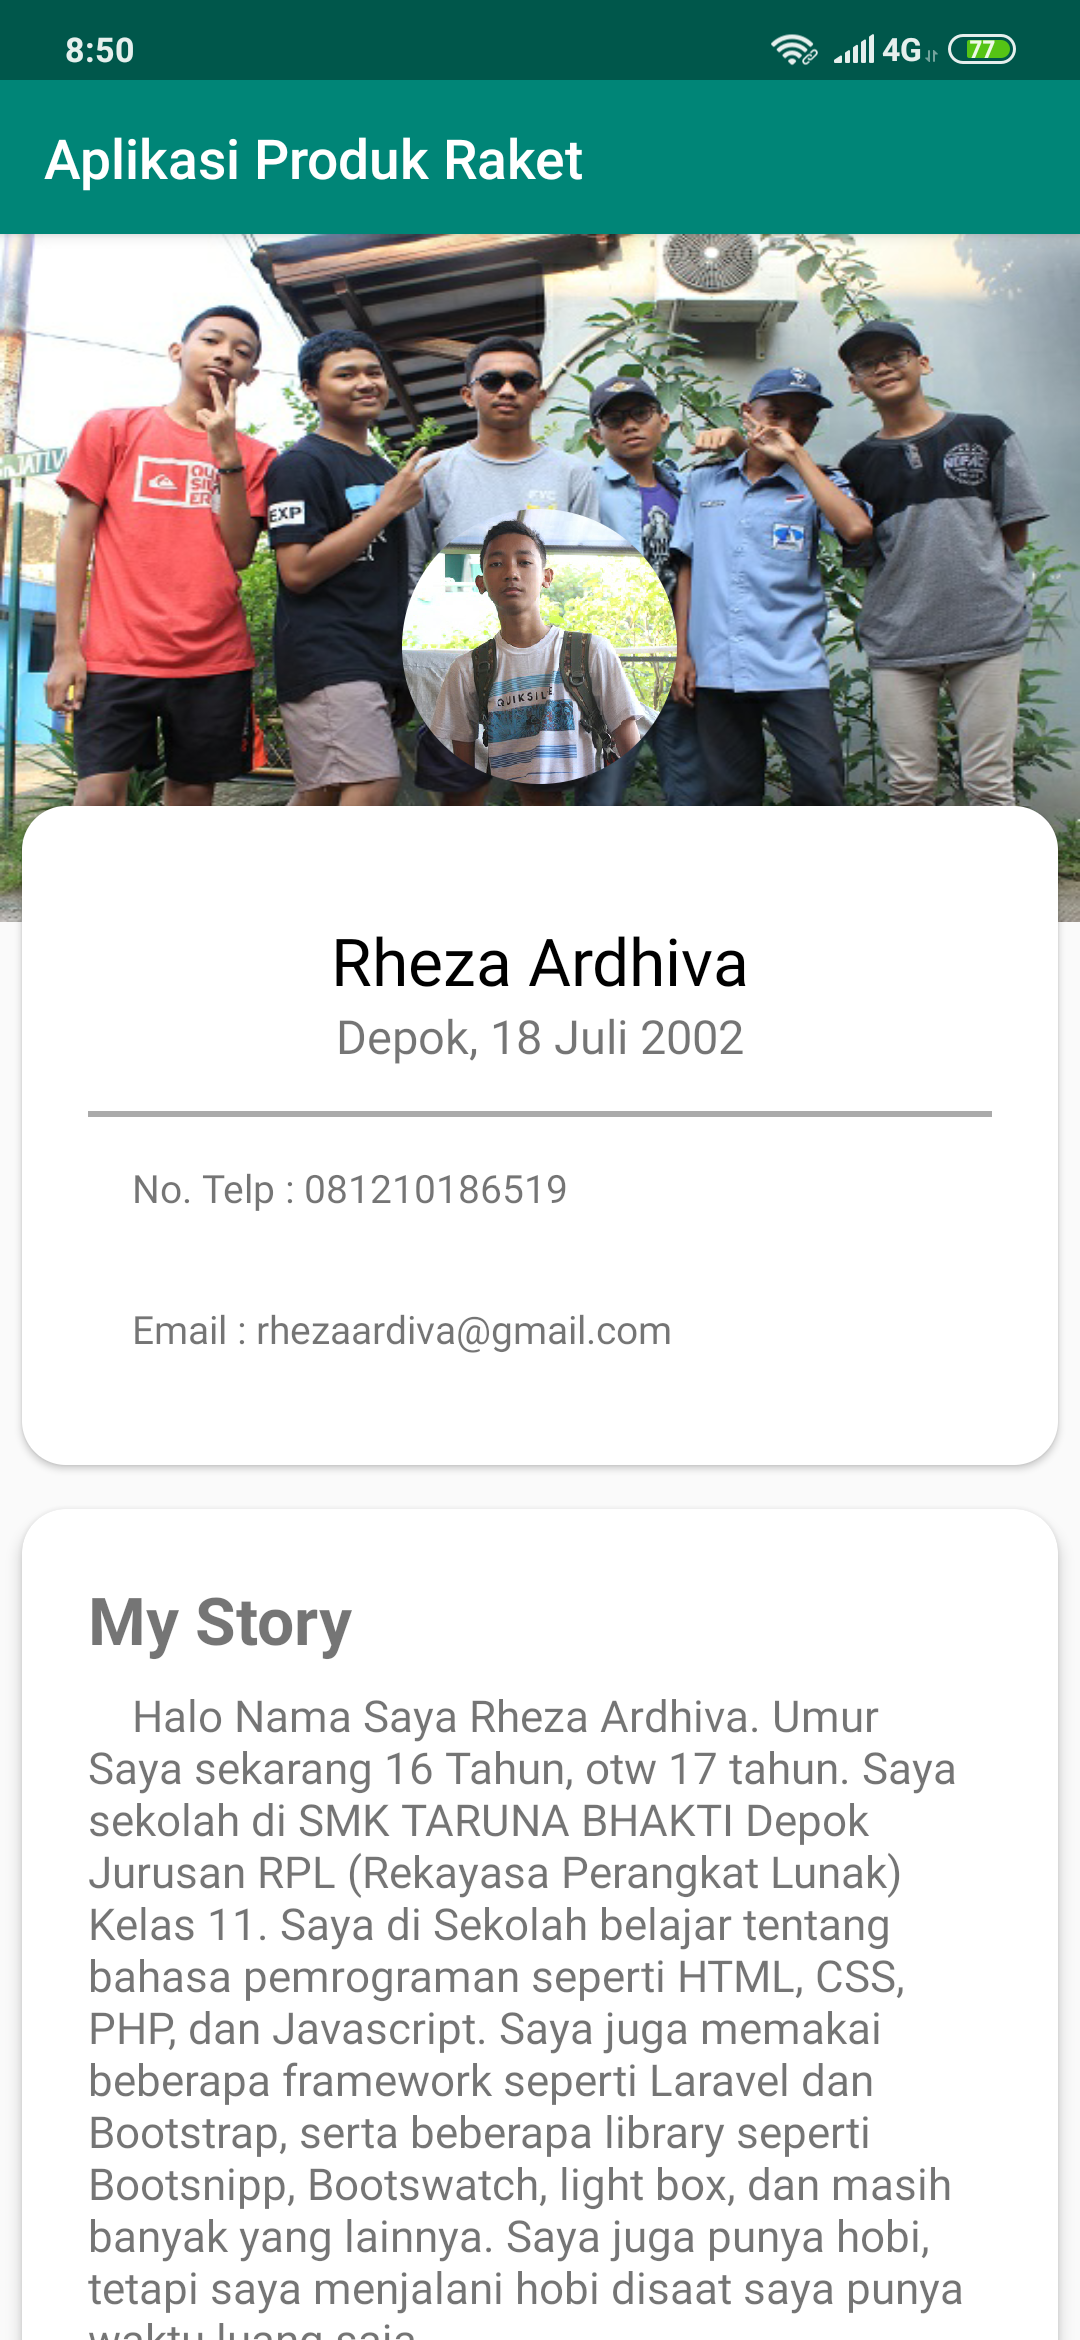 8:50
4G
77
Aplikasi Produk Raket
EXP
QUIKSILE
Rheza Ardhiva
Depok, 18 Juli 2002
No. Telp : 081210186519
Email : rhezaardiva@gmail.com
My Story
Halo Nama Saya Rheza Ardhiva. Umur
Saya sekarang 16 Tahun, otw 17 tahun. Saya
sekolah di SMK TARUNA BHAKTI Depok
Jurusan RPL (Rekayasa Perangkat Lunak)
Kelas 11. Saya di Sekolah belajar tentang
bahasa pemrograman seperti HTML, CSS,
PHP, dan Javascript. Saya juga memakai
beberapa framework seperti Laravel dan
Bootstrap, serta beberapa library seperti
Bootsnipp, Bootswatch, light box, dan masih
banyak yang lainnya. Saya juga punya hobi,
tetapi saya menjalani hobi disaat saya punya
waktu luang saja